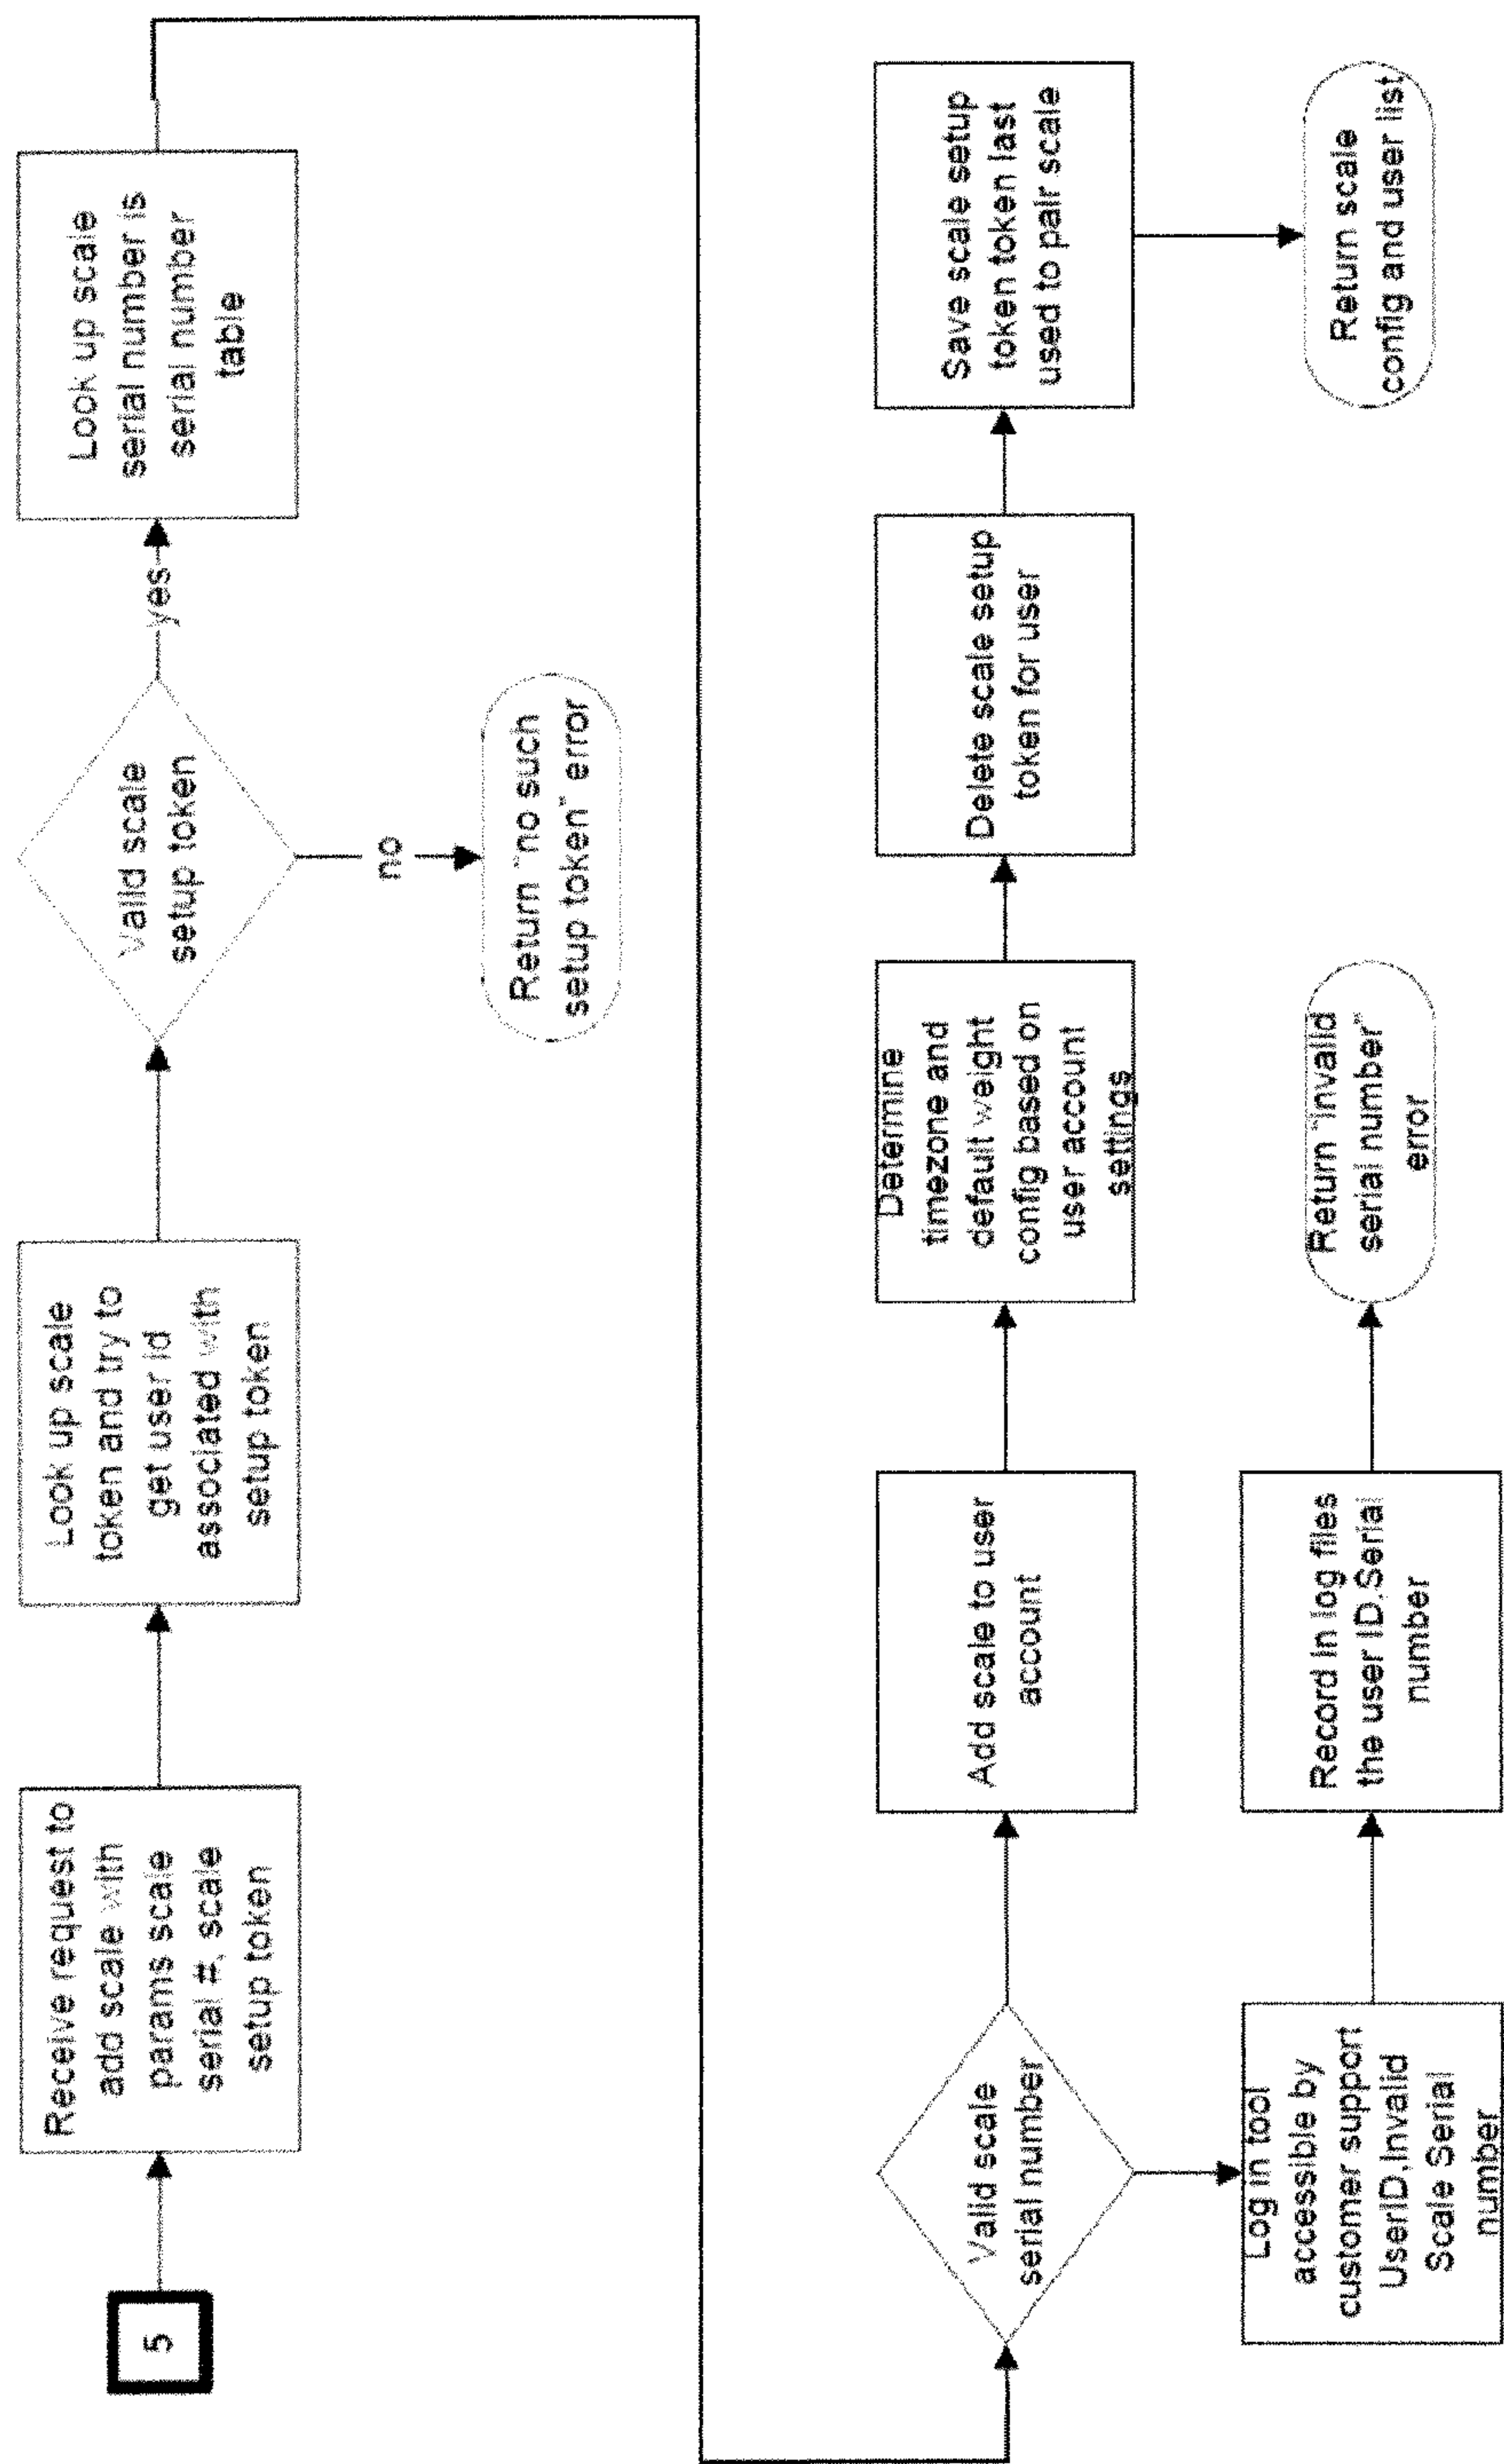 5
Receive request to
add scale with
params scale
serial #, scale
setup token
Look up scale
token and try to
get user id
associated with
setup token
Valid scale
setup token
yes
no
Return "no such
setup token" error
Look up scale
serial number is
serial number
table
Valid scale
serial number
Add scale to user
account
Determine
timezone and
default weight
config based on
user account
settings
Delete scale setup
token for user
Save scale setup
token token last
used to pair scale
Return scale
config and user list
Log in tool
accessible by
customer support
UserID,Invalid
Scale Serial
number
Record in log files
the user ID,Serial
number
Return "invalid
serial number"
error